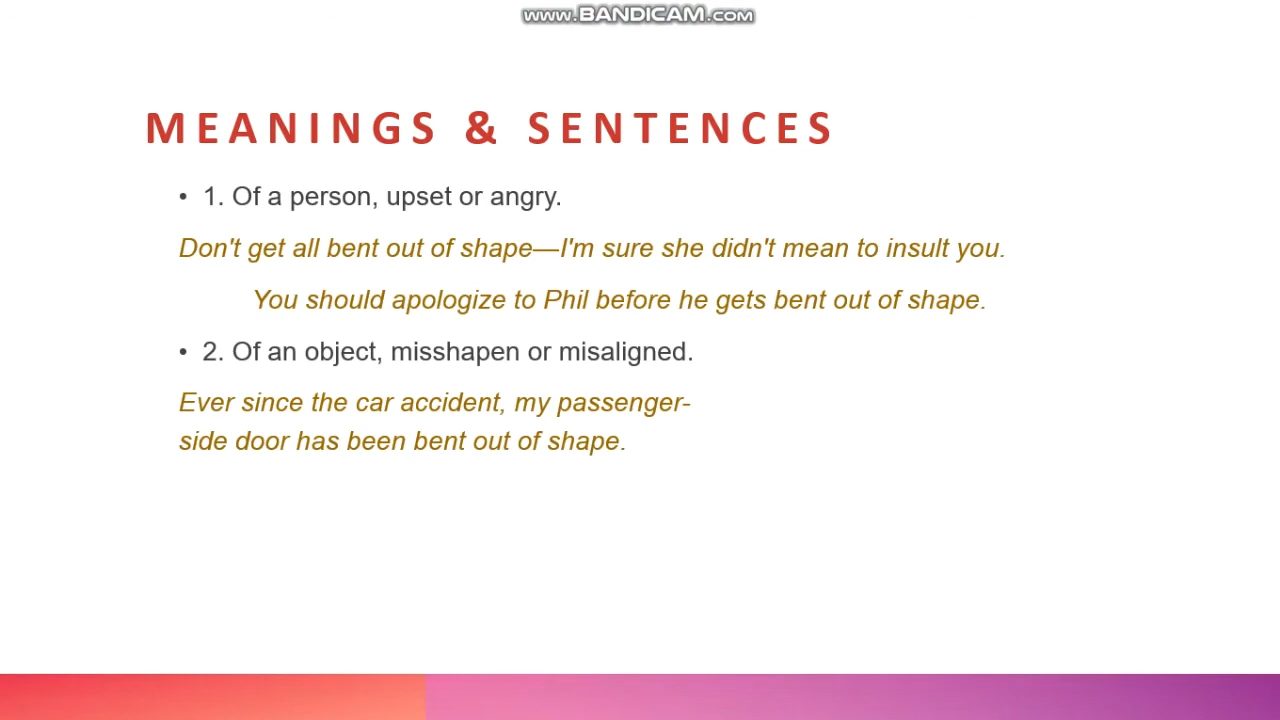 www.BANDICAM.com
MEANINGS & SENTENCES
• 1. Of a person, upset or angry.
Don't get all bent out of shape—I'm sure she didn't mean to insult you.
You should apologize to Phil before he gets bent out of shape.
• 2. Of an object, misshapen or misaligned.
Ever since the car accident, my passenger-
side door has been bent out of shape.